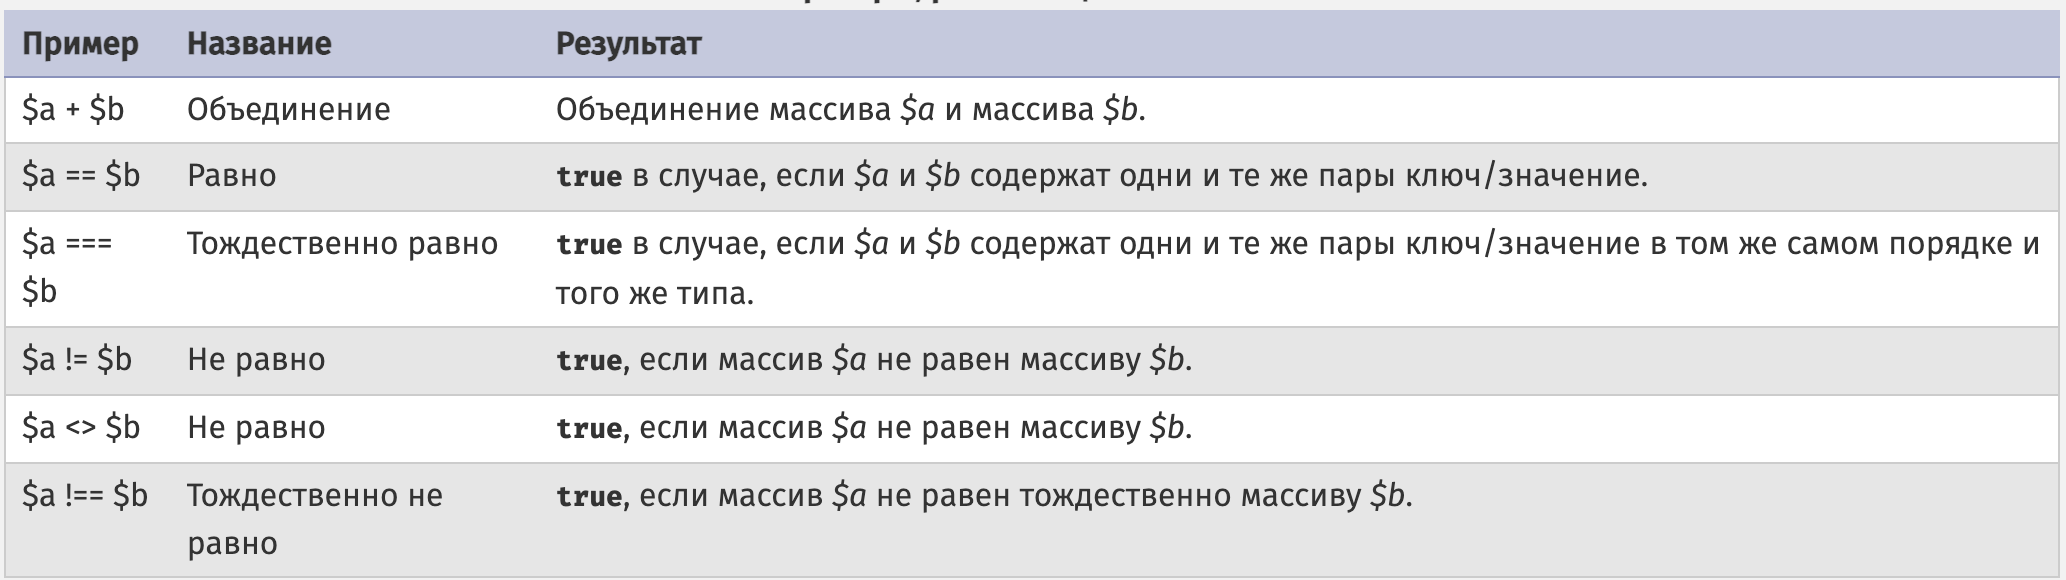 Пример Название Результат
$a + $b Объединение Объединение массива $a и массива $b.
$a == $b Равно true в случае, если $a и $b содержат одни и те же пары ключ/значение.
$a === Тождественно равно true в случае, если $a и $b содержат одни и те же пары ключ/значение в том же самом порядке и
$b того же типа.
$a != $b Не равно true, если массив $a не равен массиву $b.
$a <> $b Не равно true, если массив $a не равен массиву $b.
$a !== $b Тождественно не true, если массив $a не равен тождественно массиву $b.
равно